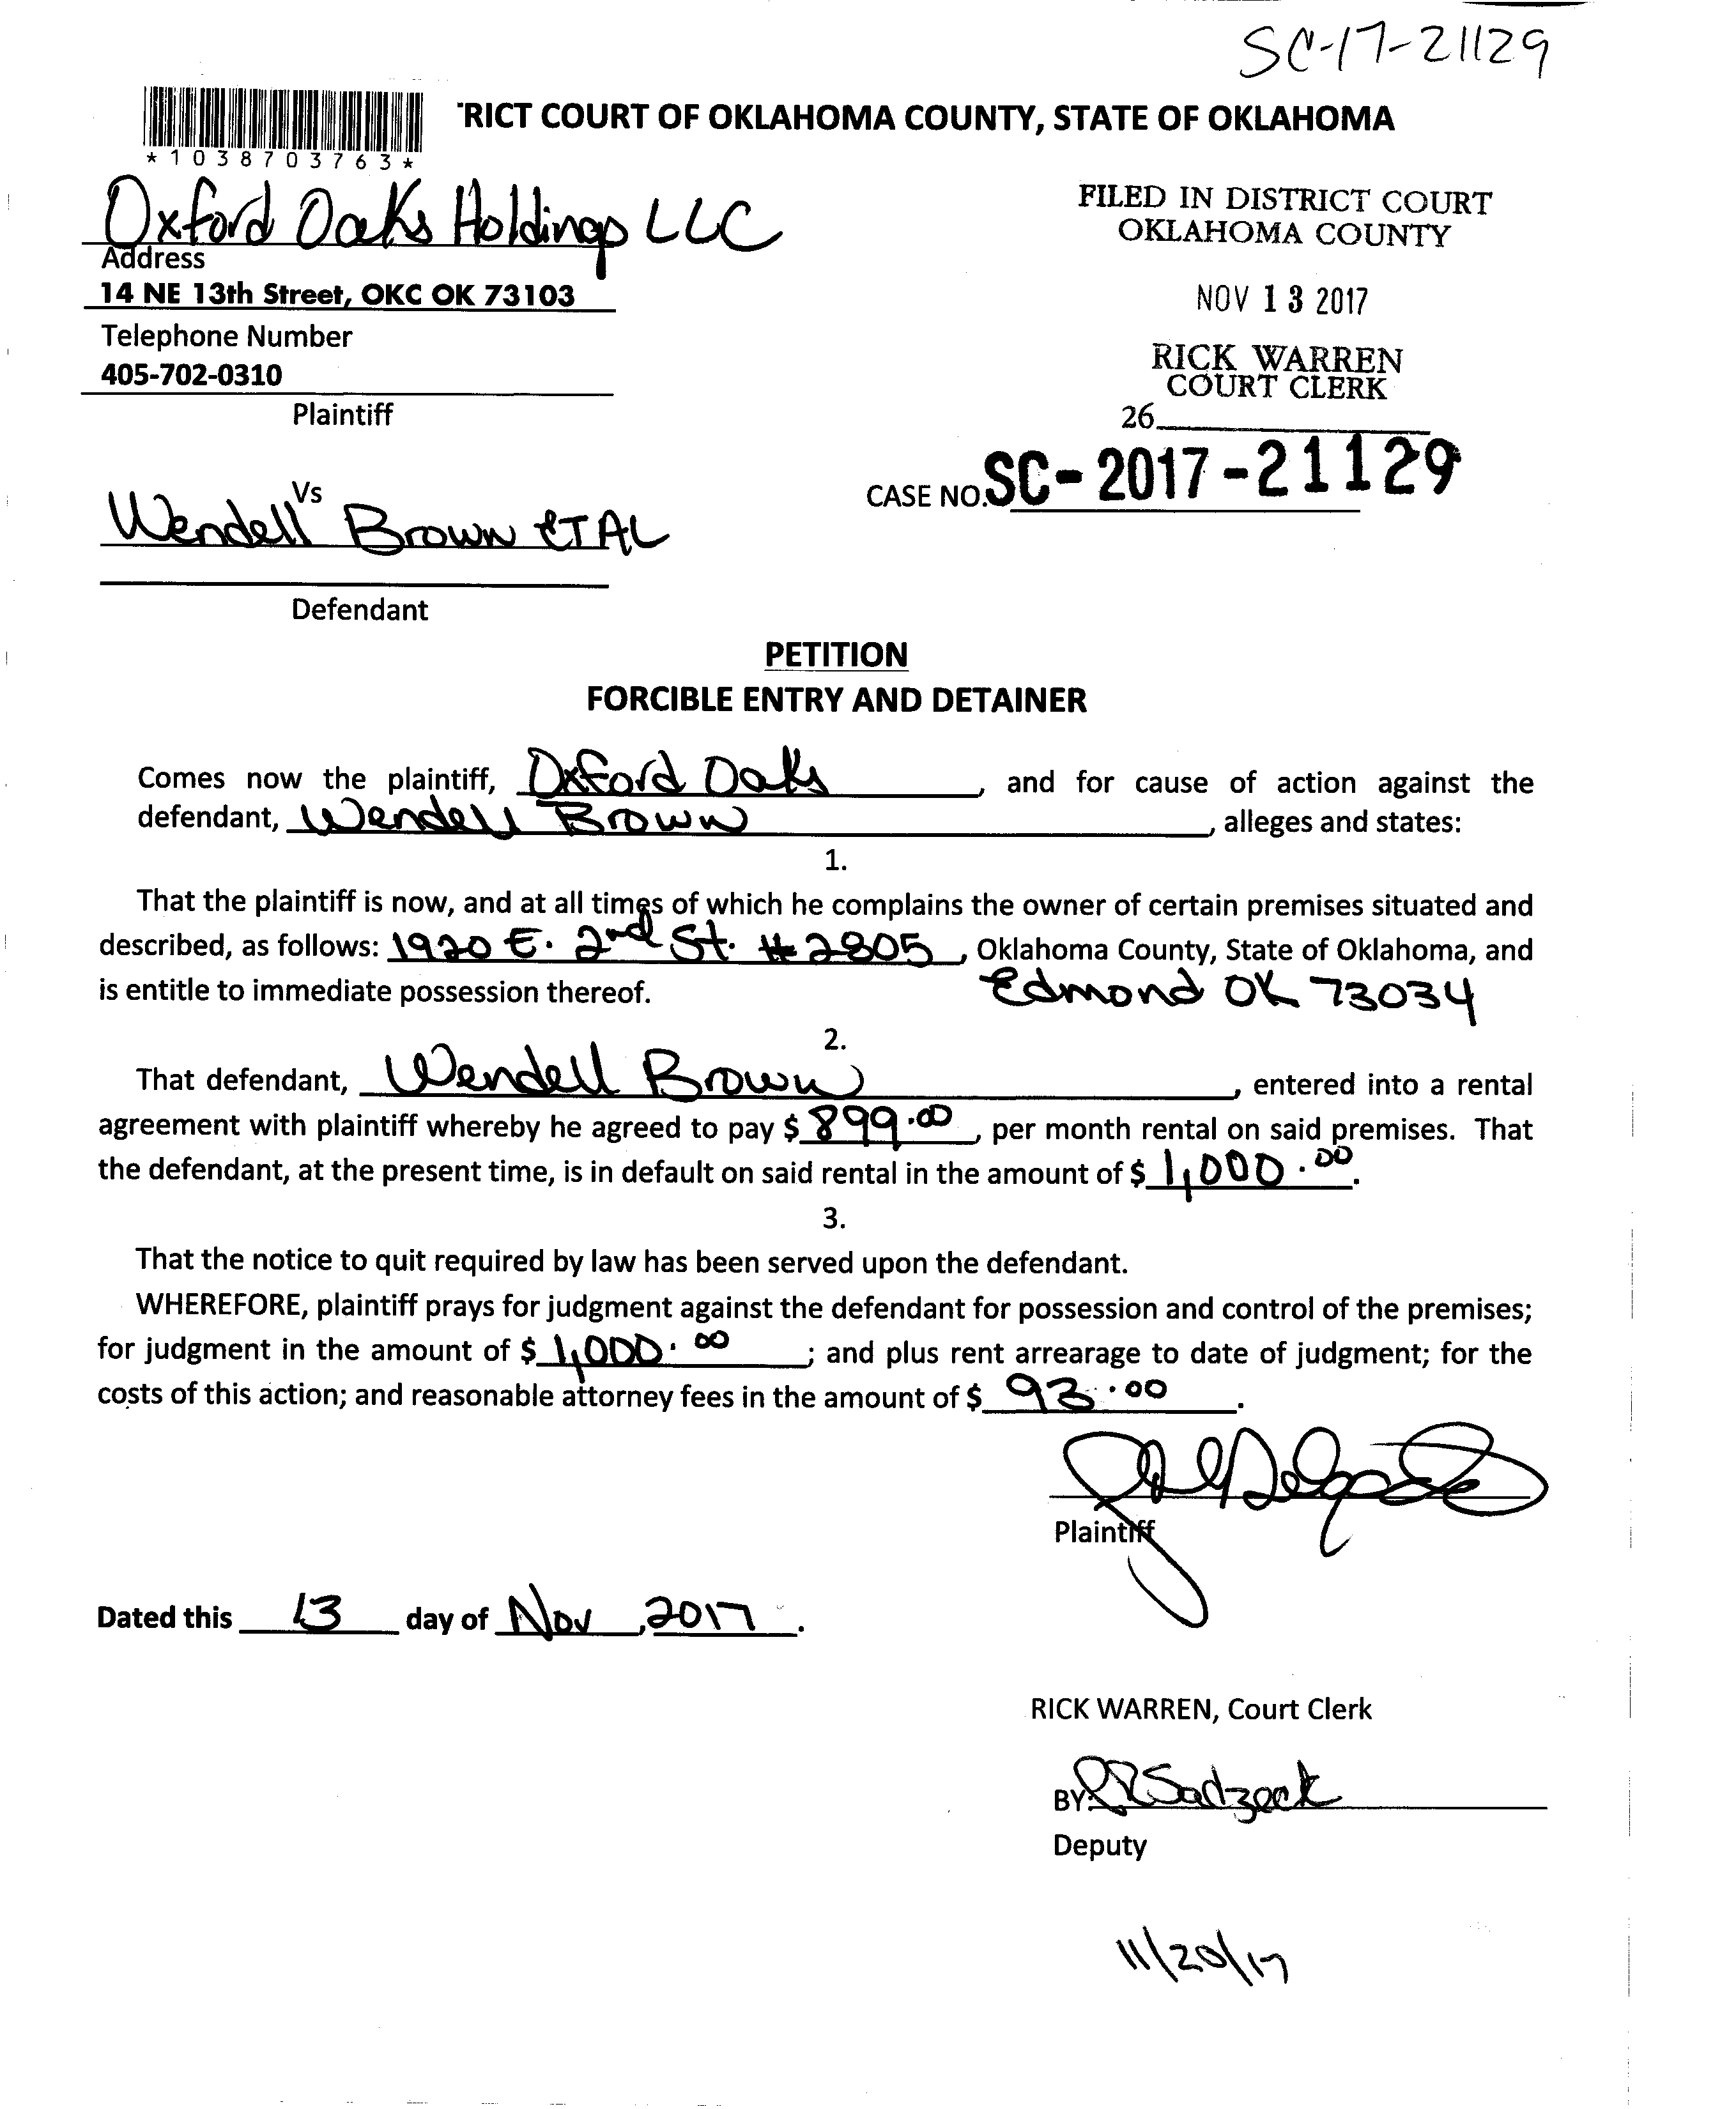 SC-17-21129
RICT COURT OF OKLAHOMA COUNTY, STATE OF OKLAHOMA
*1038703763*
Oxford Oaks Holdings LLC
Address
14 NE 13th Street, OKC OK 73103
Telephone Number
405-702-0310
Plaintiff
FILED IN DISTRICT COURT
OKLAHOMA COUNTY
NOV 13 2017
RICK WARREN
COURT CLERK
26
CASE NO. SC-2017-21129
Vs
Wendell Brown ETAL
Defendant
PETITION
FORCIBLE ENTRY AND DETAINER
Comes now the plaintiff, Oxford Oaks, and for cause of action against the
defendant, Wendell Brown, alleges and states:
1.
That the plaintiff is now, and at all times of which he complains the owner of certain premises situated and
described, as follows: 1920 E. 2nd St. #2805, Oklahoma County, State of Oklahoma, and
is entitle to immediate possession thereof. Edmond OK 73034
2.
That defendant, Wendell Brown, entered into a rental
agreement with plaintiff whereby he agreed to pay $ 899.00, per month rental on said premises. That
the defendant, at the present time, is in default on said rental in the amount of $ 1,000.00.
3.
That the notice to quit required by law has been served upon the defendant.
WHEREFORE, plaintiff prays for judgment against the defendant for possession and control of the premises;
for judgment in the amount of $ 1,000.00; and plus rent arrearage to date of judgment; for the
costs of this action; and reasonable attorney fees in the amount of $ 93.00.
Plaintiff
Dated this 13 day of Nov, 2017.
RICK WARREN, Court Clerk
BY:
Deputy
11/20/17